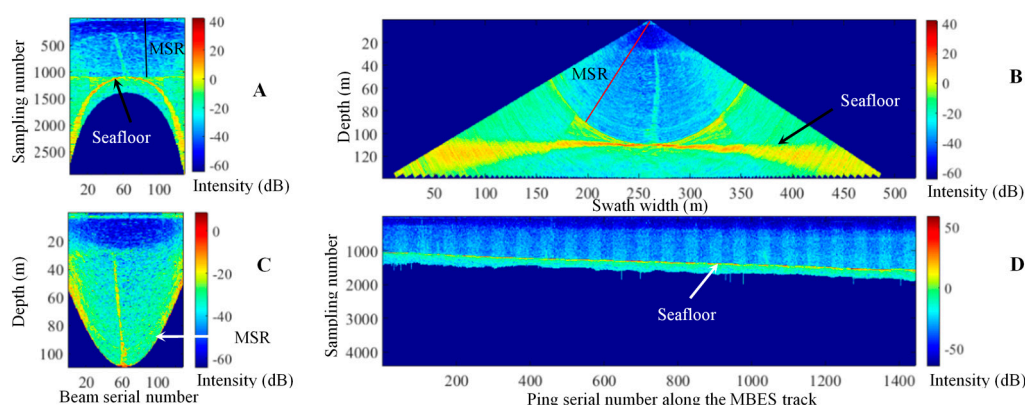 500
1000
1500
2000
2500
Sampling number
20 60 100
MSR
Seafloor
A
40
20
0
-20
-40
-60
Intensity (dB)
20
40
60
80
100
120
Depth (m)
50 100 150 200 250 300 350 400 450 500
Swath width (m)
MSR
Seafloor
B
40
20
0
-20
-40
-60
Intensity (dB)
20
40
60
80
100
Depth (m)
20 60 100
Beam serial number
C
MSR
0
-20
-40
-60
Intensity (dB)
1000
2000
3000
4000
Sampling number
200 400 600 800 1000 1200 1400
Ping serial number along the MBES track
Seafloor
D
50
0
-50
Intensity (dB)